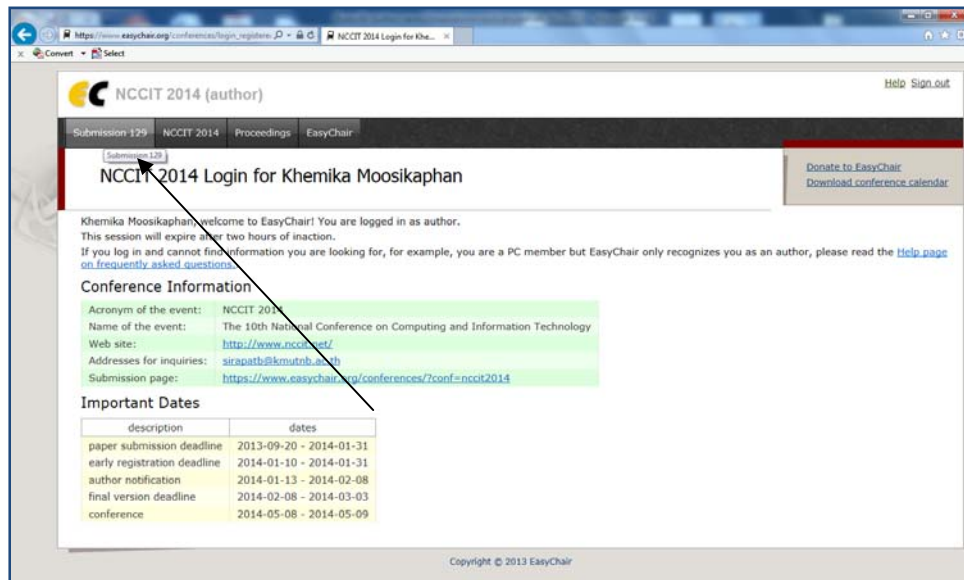 https://www.easychair.org/conferences/login_registere
NCCIT 2014 Login for Khe...
Convert
Select
NCCIT 2014 (author)
Help Sign out
Submission 129 NCCIT 2014 Proceedings EasyChair
Submission 129
NCCIT 2014 Login for Khemika Moosikaphan
Donate to EasyChair
Download conference calendar
Khemika Moosikaphan, welcome to EasyChair! You are logged in as author.
This session will expire after two hours of inaction.
If you log in and cannot find information you are looking for, for example, you are a PC member but EasyChair only recognizes you as an author, please read the Help page
on frequently asked questions.
Conference Information
Acronym of the event: NCCIT 2014
Name of the event: The 10th National Conference on Computing and Information Technology
Web site: http://www.nccit.net/
Addresses for inquiries: sirapatb@kmutnb.ac.th
Submission page: https://www.easychair.org/conferences/?conf=nccit2014
Important Dates
description dates
paper submission deadline 2013-09-20 - 2014-01-31
early registration deadline 2014-01-10 - 2014-01-31
author notification 2014-01-13 - 2014-02-08
final version deadline 2014-02-08 - 2014-03-03
conference 2014-05-08 - 2014-05-09
Copyright © 2013 EasyChair